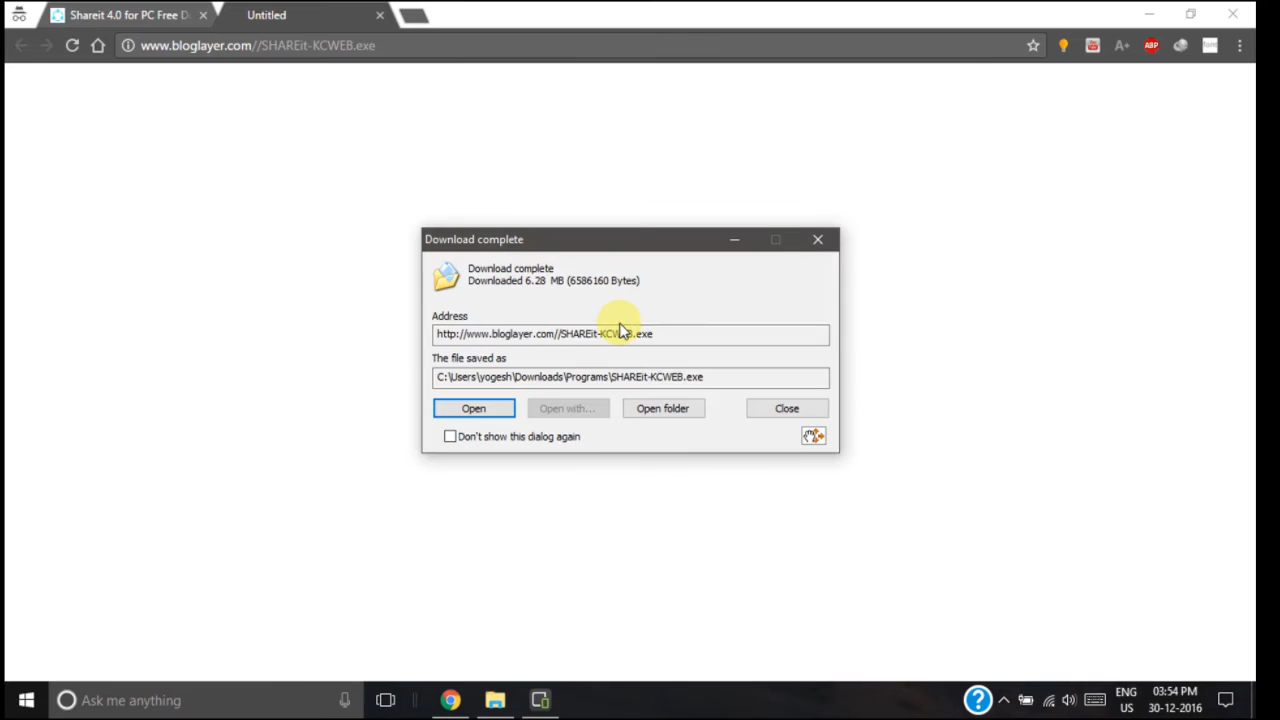 Shareit 4.0 for PC Free D
Untitled
www.bloglayer.com//SHAREit-KCWEB.exe
A+
ABP
Download complete
Download complete
Downloaded 6.28 MB (6586160 Bytes)
Address
http://www.bloglayer.com//SHAREit-KCWEB.exe
The file saved as
C:\Users\yogesh\Downloads\Programs\SHAREit-KCWEB.exe
Open
Open with...
Open folder
Close
Don't show this dialog again
Ask me anything
?
ENG
US
03:54 PM
30-12-2016